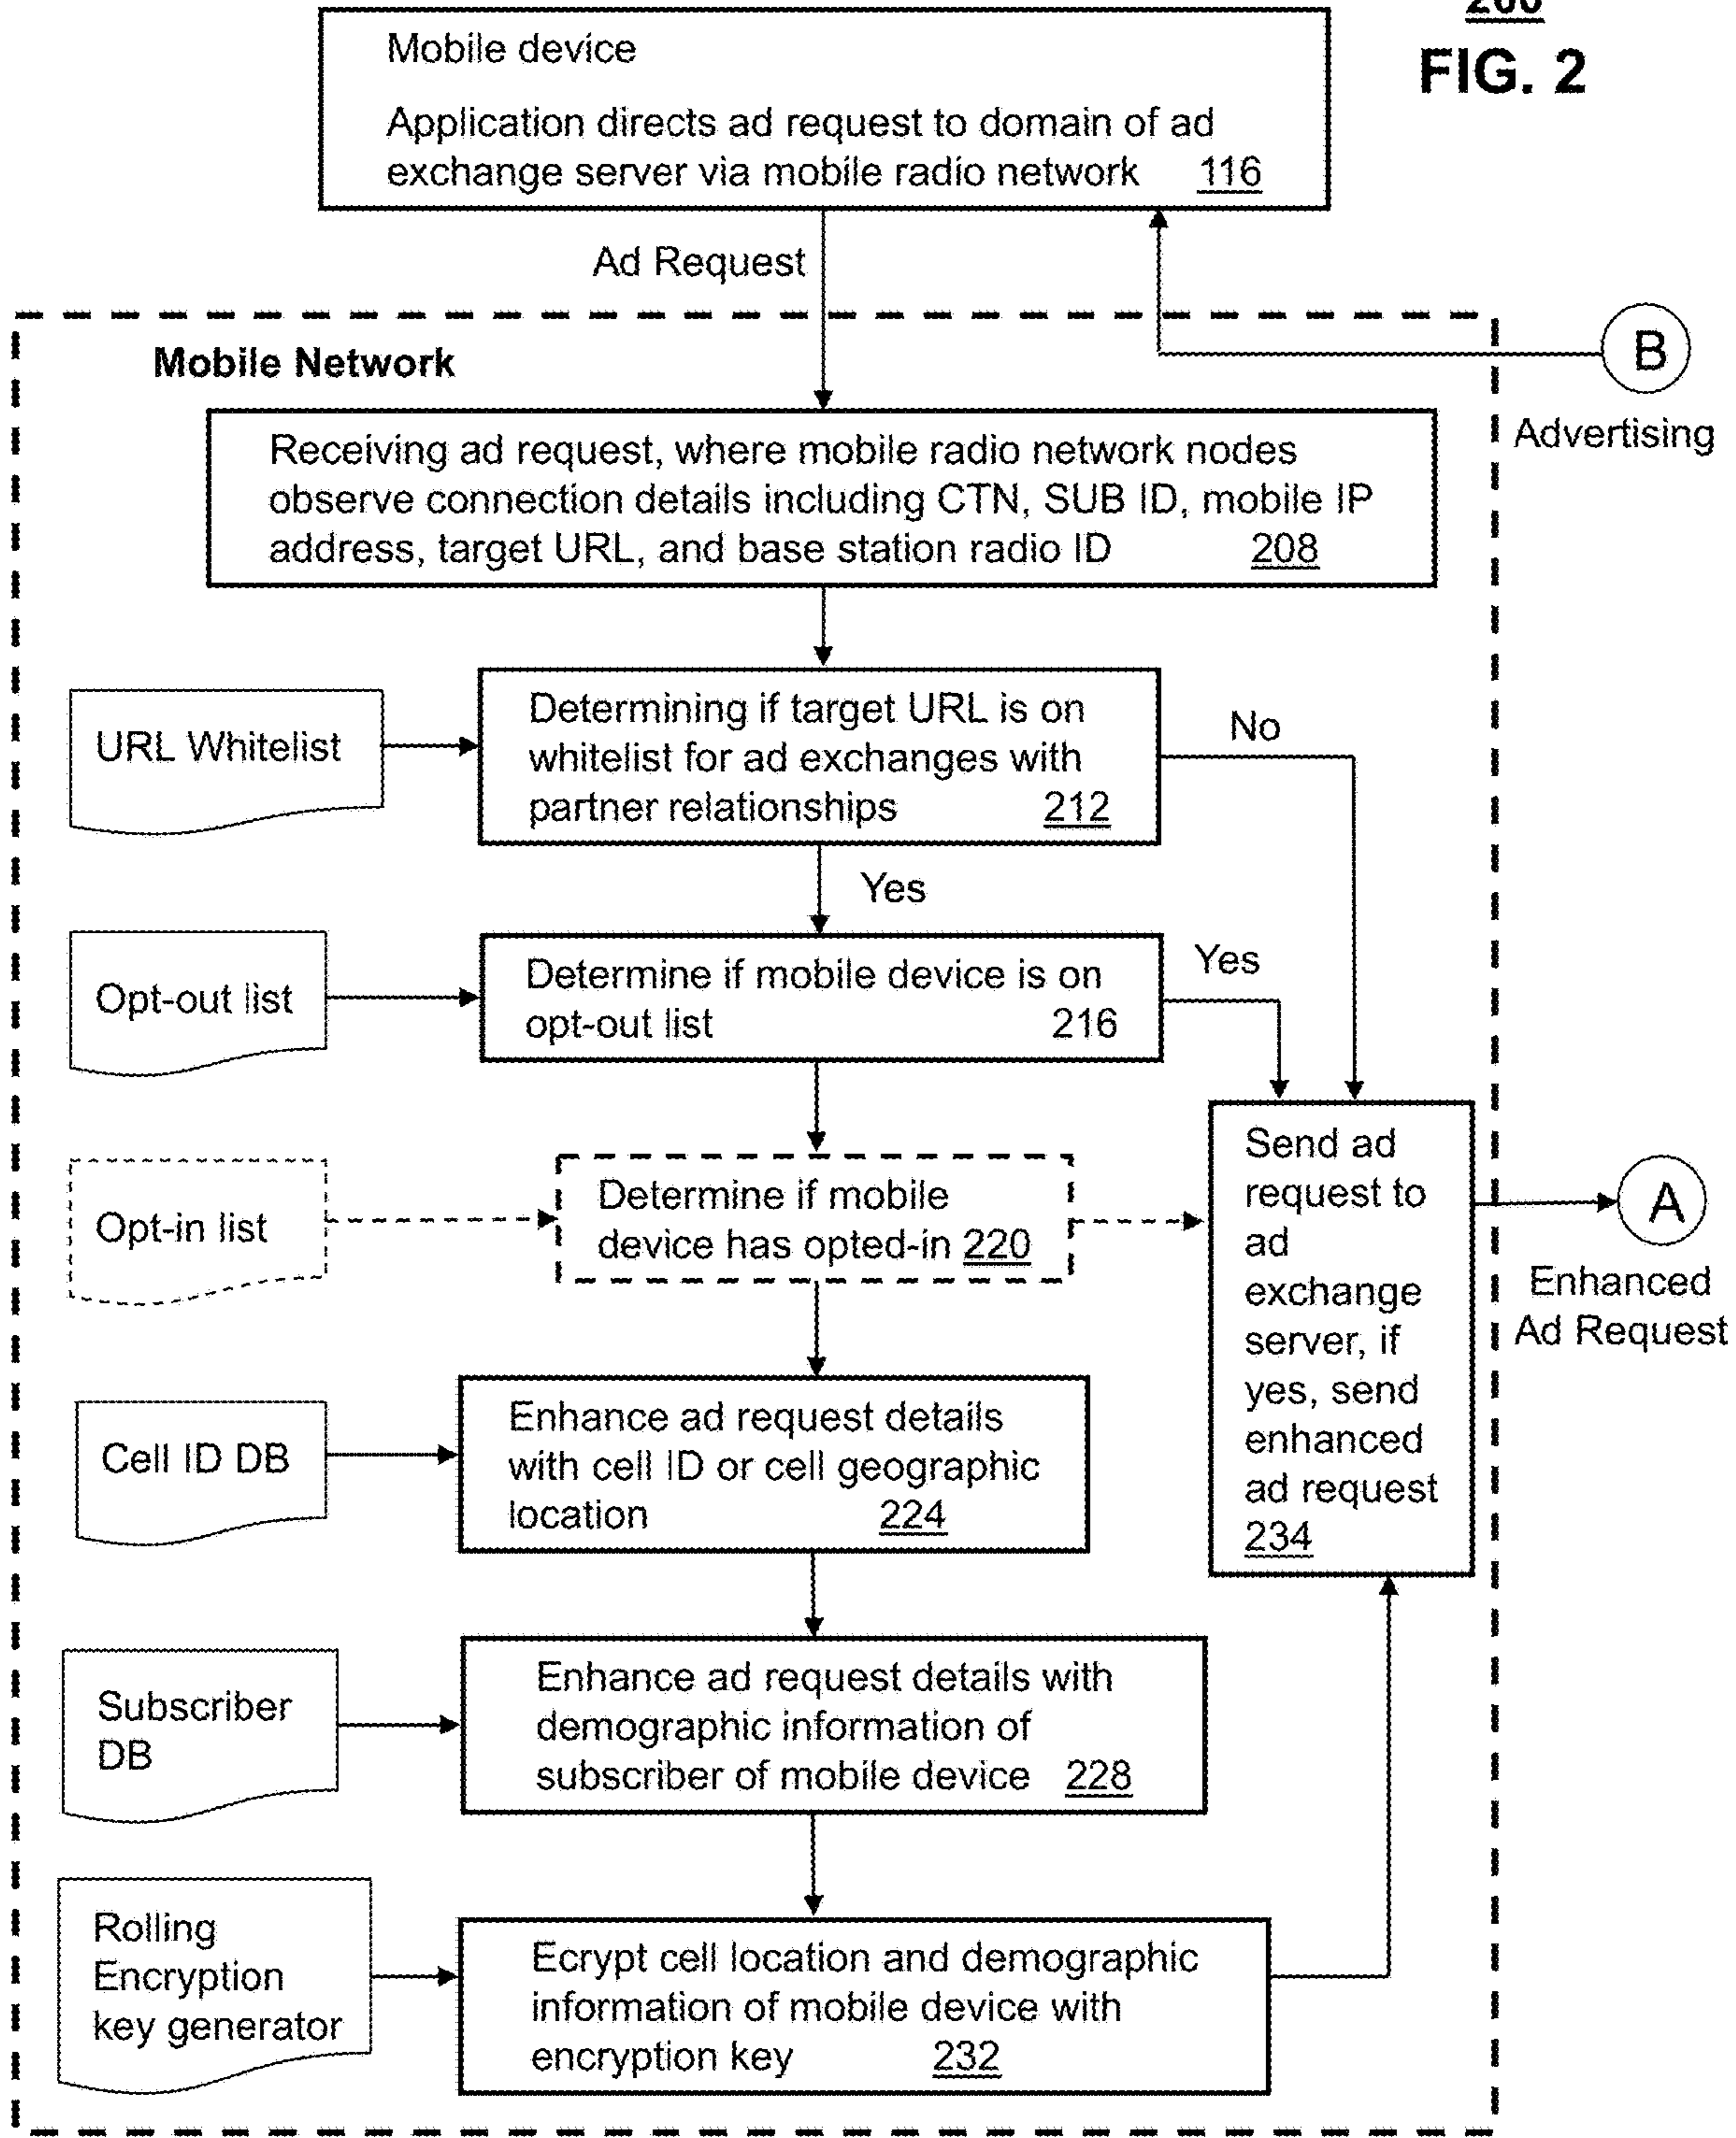 FIG. 2
Mobile device
Application directs ad request to domain of ad
exchange server via mobile radio network 116
Ad Request
B
Advertising
Mobile Network
Receiving ad request, where mobile radio network nodes
observe connection details including CTN, SUB ID, mobile IP
address, target URL, and base station radio ID 208
URL Whitelist
Determining if target URL is on
whitelist for ad exchanges with
partner relationships 212
No
Yes
Opt-out list
Determine if mobile device is on
opt-out list 216
Yes
Opt-in list
Determine if mobile
device has opted-in 220
Send ad
request to
ad
exchange
server, if
yes, send
enhanced
ad request
234
A
Enhanced
Ad Request
Cell ID DB
Enhance ad request details
with cell ID or cell geographic
location 224
Subscriber
DB
Enhance ad request details with
demographic information of
subscriber of mobile device 228
Rolling
Encryption
key generator
Ecrypt cell location and demographic
information of mobile device with
encryption key 232